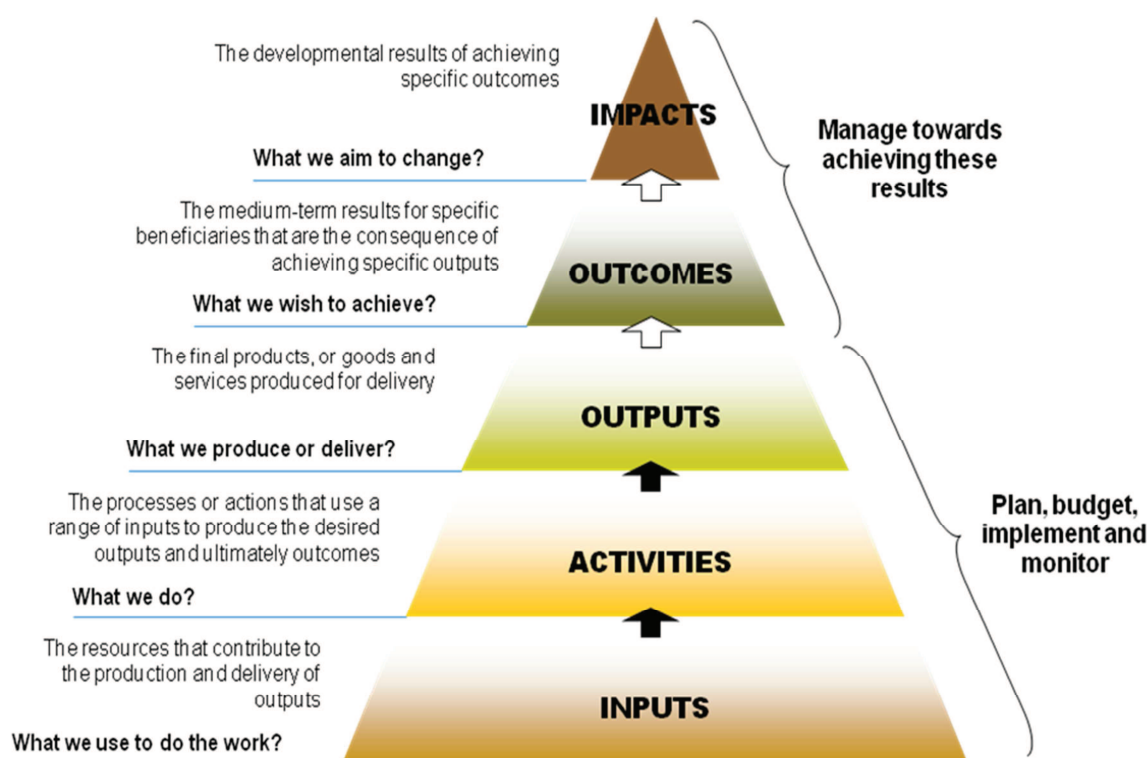 The developmental results of achieving
specific outcomes
IMPACTS
What we aim to change?
Manage towards
achieving these
results
The medium-term results for specific
beneficiaries that are the consequence of
achieving specific outputs
OUTCOMES
What we wish to achieve?
The final products, or goods and
services produced for delivery
OUTPUTS
What we produce or deliver?
The processes or actions that use a
range of inputs to produce the desired
outputs and ultimately outcomes
ACTIVITIES
Plan, budget,
implement and
monitor
What we do?
The resources that contribute to
the production and delivery of
outputs
INPUTS
What we use to do the work?